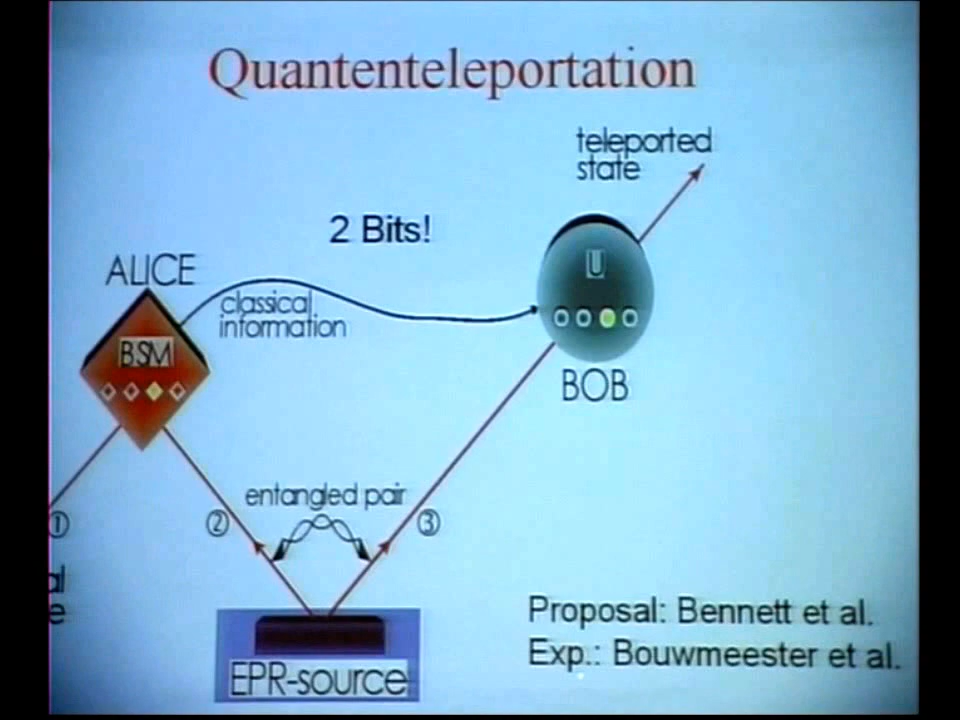 Quantenteleportation
teleported
state
2 Bits!
ALICE
classical
information
U
BSM
BOB
entangled pair
①
②
③
al
e
Proposal: Bennett et al.
Exp.: Bouwmeester et al.
EPR-source